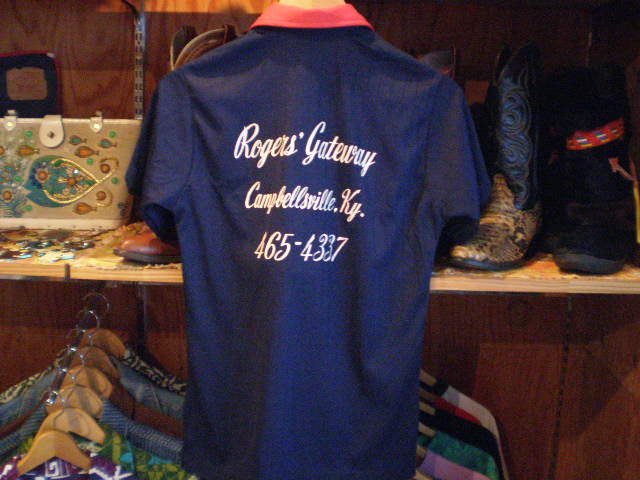 Rogers' Gateway
Campbellsville, Ky.
465-4337